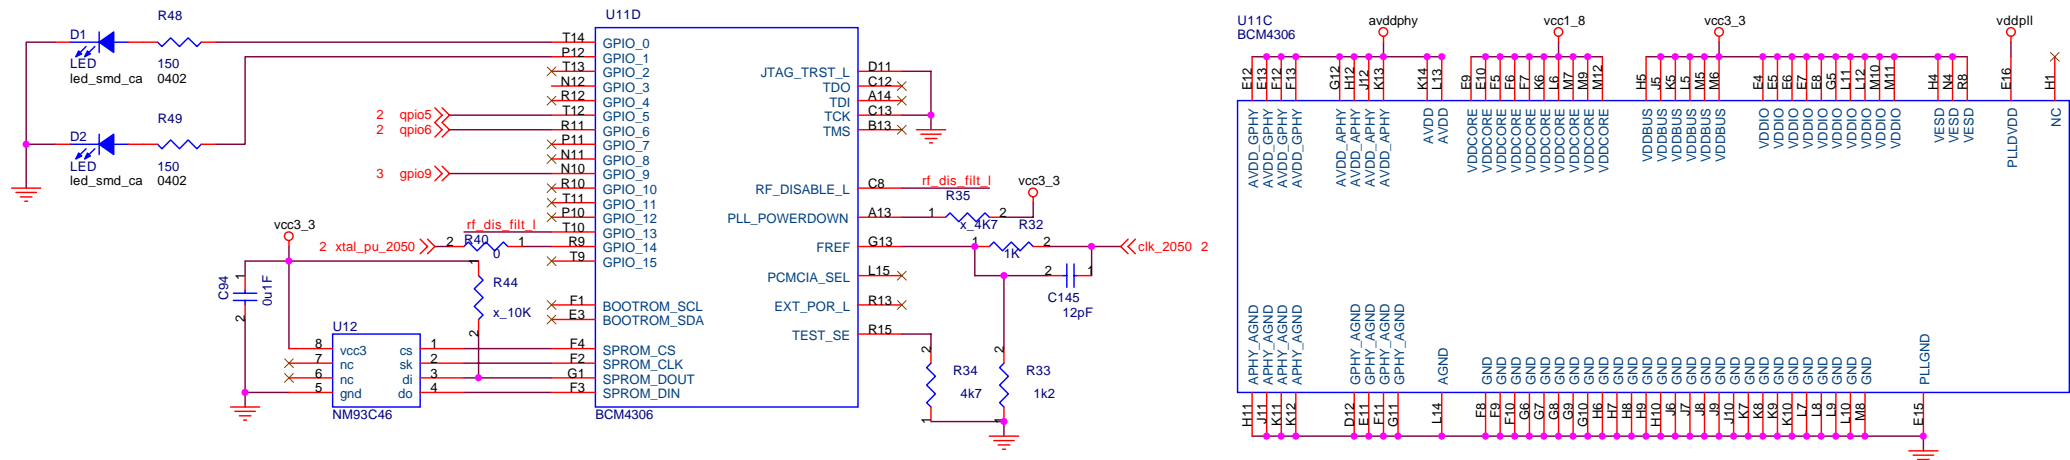 U11D
R48
D1
LED
led_smd_ca
150
0402
R49
D2
LED
led_smd_ca
150
0402
T14 GPIO_0
P12 GPIO_1
T13 GPIO_2
N12 GPIO_3
R12 GPIO_4
2 qpio5 T12 GPIO_5
2 qpio6 R11 GPIO_6
P11 GPIO_7
N11 GPIO_8
3 gpio9 N10 GPIO_9
R10 GPIO_10
T11 GPIO_11
P10 GPIO_12
rf_dis_filt_l T10 GPIO_13
2 xtal_pu_2050 2 R40 0 1 R9 GPIO_14
T9 GPIO_15
F1 BOOTROM_SCL
E3 BOOTROM_SDA
F4 SPROM_CS
F2 SPROM_CLK
G1 SPROM_DOUT
F3 SPROM_DIN
BCM4306
vcc3_3
C94
0u1F
1
2
1
R44
x_10K
2
U12
8 vcc3 cs 1
7 nc sk 2
6 nc di 3
5 gnd do 4
NM93C46
JTAG_TRST_L D11
TDO C12
TDI A14
TCK C13
TMS B13
RF_DISABLE_L C8 rf_dis_filt_l
PLL_POWERDOWN A13 1 R35 x_4K7 2
vcc3_3
FREF G13 1 R32 1K 2 clk_2050 2
PCMCIA_SEL L15
2 C145 12pF 1
EXT_POR_L R13
TEST_SE R15
2 R34 4k7 1
2 R33 1k2 1
U11C
BCM4306
avddphy
vcc1_8
vcc3_3
vddpll
E12 AVDD_GPHY
E13 AVDD_GPHY
F12 AVDD_GPHY
F13 AVDD_GPHY
G12 AVDD_APHY
H12 AVDD_APHY
J12 AVDD_APHY
K13 AVDD_APHY
K14 AVDD
L13 AVDD
E9 VDDCORE
E10 VDDCORE
F5 VDDCORE
F6 VDDCORE
F7 VDDCORE
K6 VDDCORE
L6 VDDCORE
M7 VDDCORE
M9 VDDCORE
M12 VDDCORE
H5 VDDBUS
J5 VDDBUS
K5 VDDBUS
L5 VDDBUS
M5 VDDBUS
M6 VDDBUS
E4 VDDIO
E5 VDDIO
E6 VDDIO
E7 VDDIO
E8 VDDIO
G5 VDDIO
L11 VDDIO
L12 VDDIO
M10 VDDIO
M11 VDDIO
H4 VESD
N4 VESD
R8 VESD
E16 PLLDVDD
H1 NC
APHY_AGND H11
APHY_AGND J11
APHY_AGND K11
APHY_AGND K12
GPHY_AGND D12
GPHY_AGND E11
GPHY_AGND F11
GPHY_AGND G11
AGND L14
GND F8
GND F9
GND F10
GND G6
GND G7
GND G8
GND G9
GND G10
GND H6
GND H7
GND H8
GND H9
GND H10
GND J6
GND J7
GND J8
GND J9
GND J10
GND K7
GND K8
GND K9
GND K10
GND L7
GND L8
GND L9
GND L10
GND M8
PLLGND E15